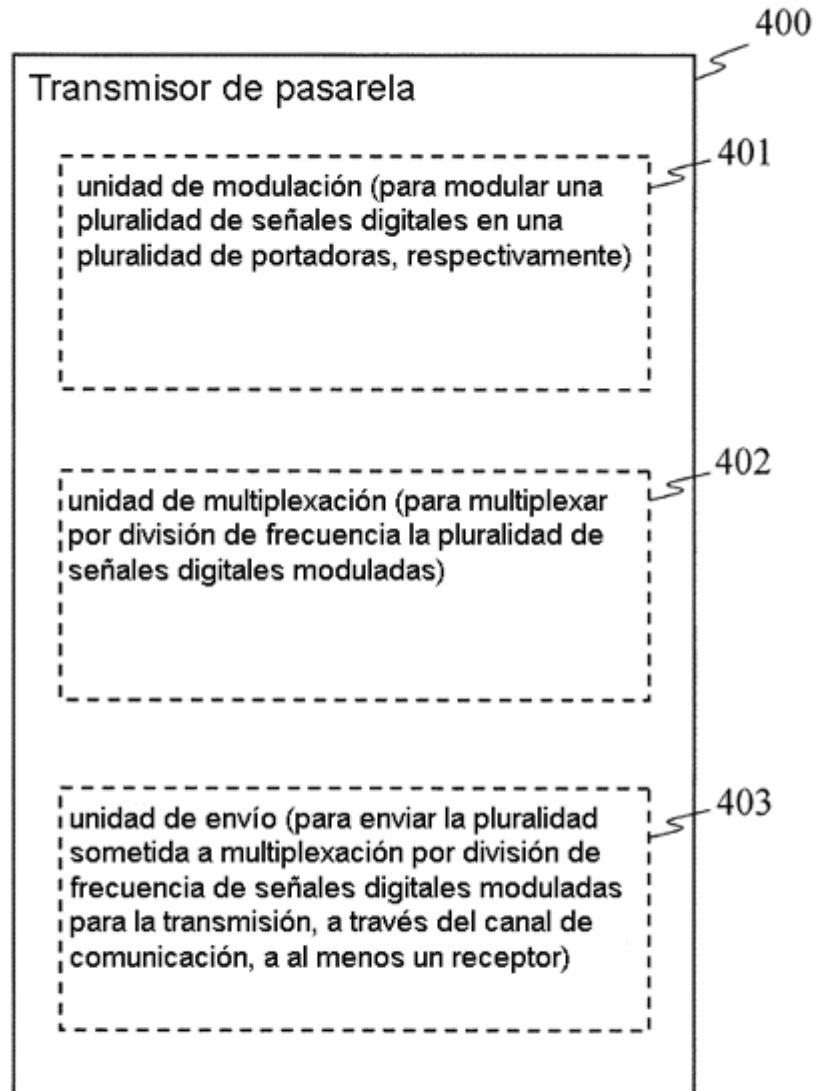 400
Transmisor de pasarela
401
unidad de modulación (para modular una
pluralidad de señales digitales en una
pluralidad de portadoras, respectivamente)
402
unidad de multiplexación (para multiplexar
por división de frecuencia la pluralidad de
señales digitales moduladas)
403
unidad de envío (para enviar la pluralidad
sometida a multiplexación por división de
frecuencia de señales digitales moduladas
para la transmisión, a través del canal de
comunicación, a al menos un receptor)